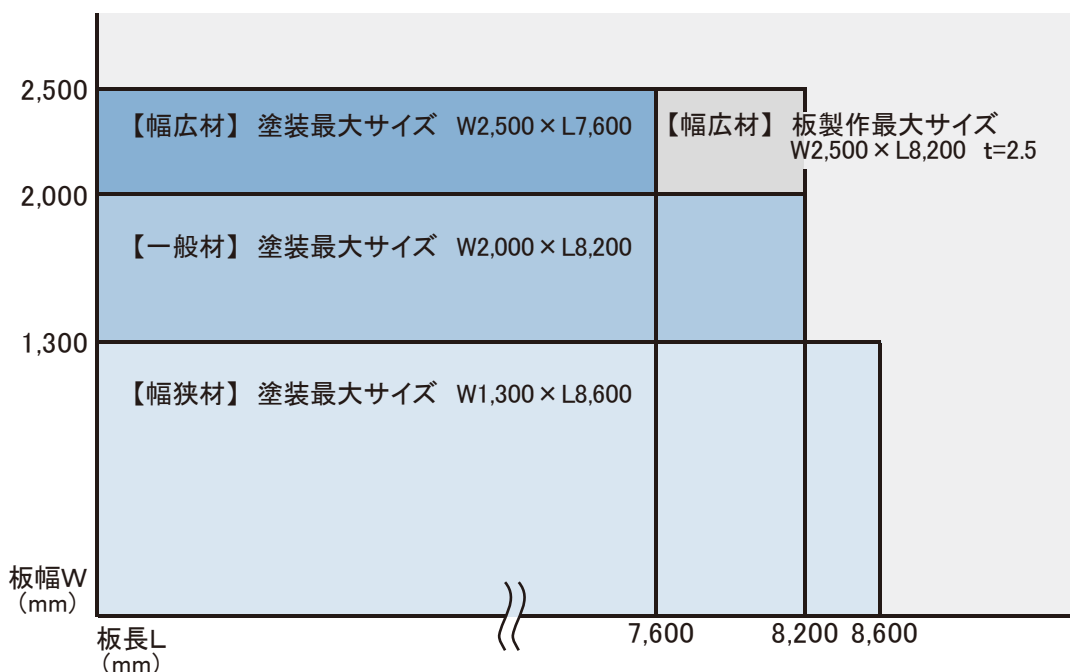 2,500
【幅広材】 塗装最大サイズ W2,500×L7,600
【幅広材】 板製作最大サイズ
W2,500×L8,200 t=2.5
2,000
【一般材】 塗装最大サイズ W2,000×L8,200
1,300
【幅狭材】 塗装最大サイズ W1,300×L8,600
板幅W
（mm）
板長L
（mm）
7,600
8,200
8,600